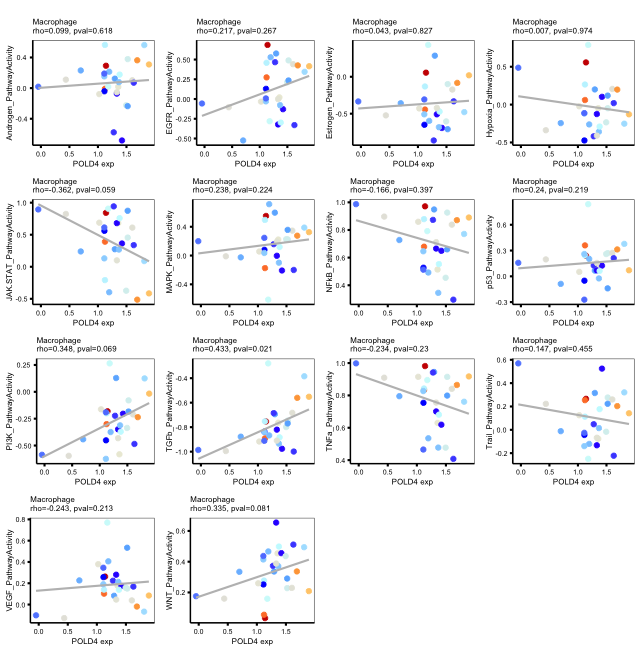 Macrophage
rho=0.099, pval=0.618
Androgen_PathwayActivity
0.4
0.0
-0.4
0.0 0.5 1.0 1.5
POLD4 exp
Macrophage
rho=0.217, pval=0.267
EGFR_PathwayActivity
0.50
0.25
0.00
-0.25
-0.50
0.0 0.5 1.0 1.5
POLD4 exp
Macrophage
rho=0.043, pval=0.827
Estrogen_PathwayActivity
0.0
-0.5
0.0 0.5 1.0 1.5
POLD4 exp
Macrophage
rho=0.007, pval=0.974
Hypoxia_PathwayActivity
0.5
0.0
-0.5
0.0 0.5 1.0 1.5
POLD4 exp
Macrophage
rho=-0.362, pval=0.059
JAK.STAT_PathwayActivity
1.0
0.5
0.0
-0.5
0.0 0.5 1.0 1.5
POLD4 exp
Macrophage
rho=0.238, pval=0.224
MAPK_PathwayActivity
0.8
0.4
0.0
-0.4
0.0 0.5 1.0 1.5
POLD4 exp
Macrophage
rho=-0.166, pval=0.397
NFkB_PathwayActivity
1.0
0.8
0.6
0.4
0.0 0.5 1.0 1.5
POLD4 exp
Macrophage
rho=0.24, pval=0.219
p53_PathwayActivity
0.9
0.6
0.3
0.0
-0.3
0.0 0.5 1.0 1.5
POLD4 exp
Macrophage
rho=0.348, pval=0.069
PI3K_PathwayActivity
0.25
0.00
-0.25
-0.50
0.0 0.5 1.0 1.5
POLD4 exp
Macrophage
rho=0.433, pval=0.021
TGFb_PathwayActivity
-0.4
-0.6
-0.8
-1.0
0.0 0.5 1.0 1.5
POLD4 exp
Macrophage
rho=-0.234, pval=0.23
TNFa_PathwayActivity
1.0
0.8
0.6
0.4
0.0 0.5 1.0 1.5
POLD4 exp
Macrophage
rho=0.147, pval=0.455
Trail_PathwayActivity
0.6
0.4
0.2
0.0
-0.2
0.0 0.5 1.0 1.5
POLD4 exp
Macrophage
rho=-0.243, pval=0.213
VEGF_PathwayActivity
0.8
0.6
0.4
0.2
0.0
0.0 0.5 1.0 1.5
POLD4 exp
Macrophage
rho=0.335, pval=0.081
WNT_PathwayActivity
0.6
0.4
0.2
0.0 0.5 1.0 1.5
POLD4 exp